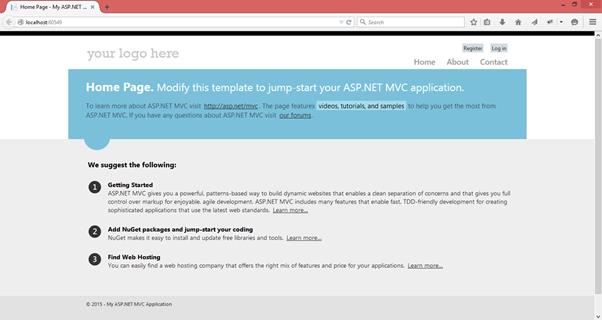 Home Page - My ASP.NET ...
localhost:60549
Search
your logo here
Register Log in
Home About Contact
Home Page. Modify this template to jump-start your ASP.NET MVC application.
To learn more about ASP.NET MVC visit http://asp.net/mvc. The page features videos, tutorials, and samples to help you get the most from
ASP.NET MVC. If you have any questions about ASP.NET MVC visit our forums.
We suggest the following:
1 Getting Started
ASP.NET MVC gives you a powerful, patterns-based way to build dynamic websites that enables a clean separation of concerns and that gives you full
control over markup for enjoyable, agile development. ASP.NET MVC includes many features that enable fast, TDD-friendly development for creating
sophisticated applications that use the latest web standards. Learn more...
2 Add NuGet packages and jump-start your coding
NuGet makes it easy to install and update free libraries and tools. Learn more...
3 Find Web Hosting
You can easily find a web hosting company that offers the right mix of features and price for your applications. Learn more...
© 2015 - My ASP.NET MVC Application